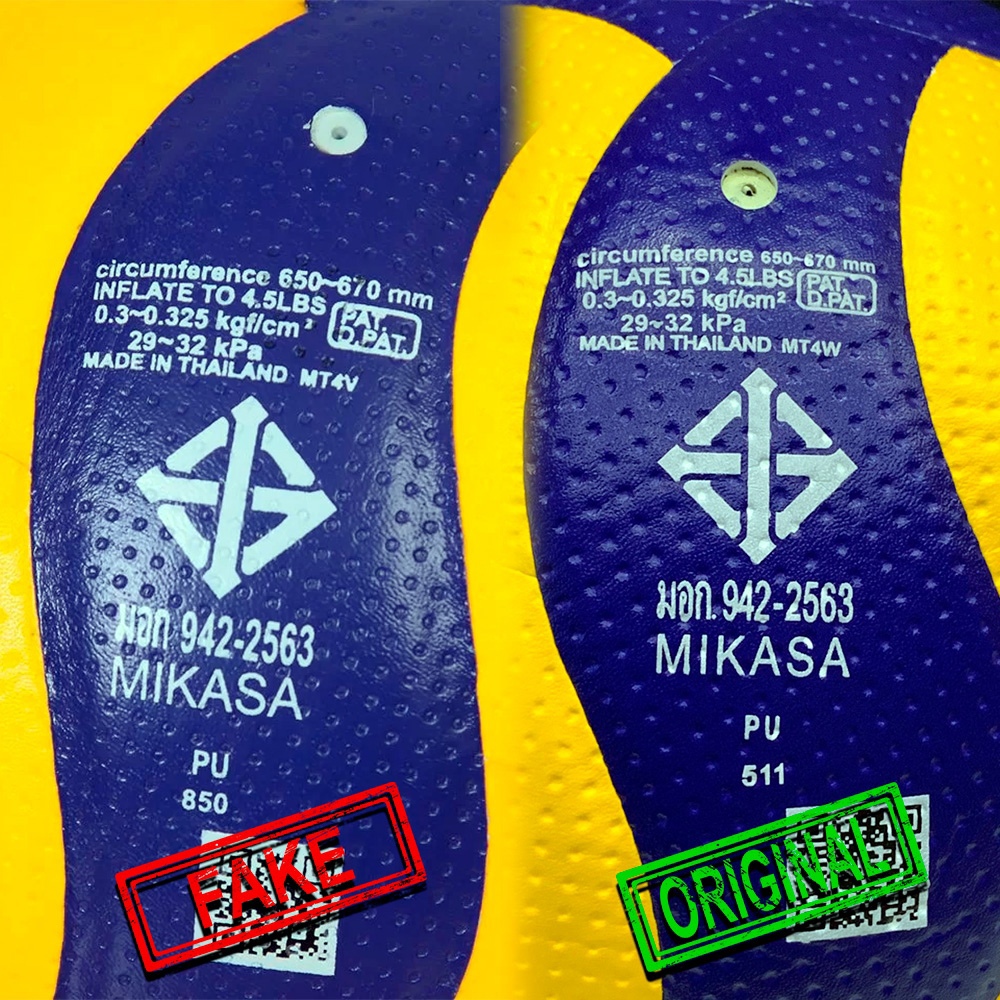 circumference 650~670 mm
INFLATE TO 4.5LBS
0.3~0.325 kgf/cm²
PAT.
D.PAT.
29~32 kPa
MADE IN THAILAND MT4V
มอก. 942-2563
MIKASA
PU
850
FAKE
circumference 650~670 mm
INFLATE TO 4.5LBS
0.3~0.325 kgf/cm²
PAT.
D.PAT.
29~32 kPa
MADE IN THAILAND MT4W
มอก. 942-2563
MIKASA
PU
511
ORIGINAL